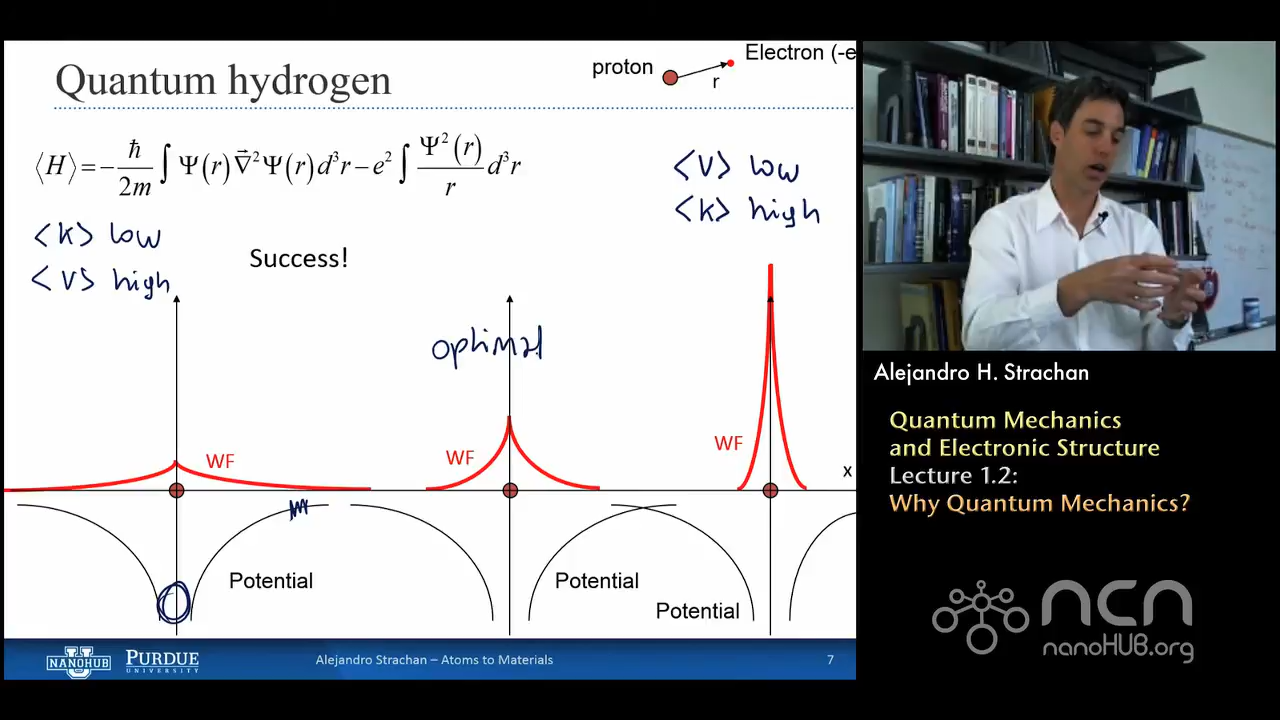 Quantum hydrogen
proton
Electron (-e
r
⟨H⟩ = − ħ/2m ∫ Ψ(r) ∇⃗² Ψ(r) d³r − e² ∫ Ψ²(r)/r d³r
<V> low
<K> high
<K> low
<V> high
Success!
optimal
WF
WF
WF
x
Potential
Potential
Potential
NANOHUB
PURDUE
UNIVERSITY
Alejandro Strachan – Atoms to Materials
7
Alejandro H. Strachan
Quantum Mechanics
and Electronic Structure
Lecture 1.2:
Why Quantum Mechanics?
ncn
nanoHUB.org